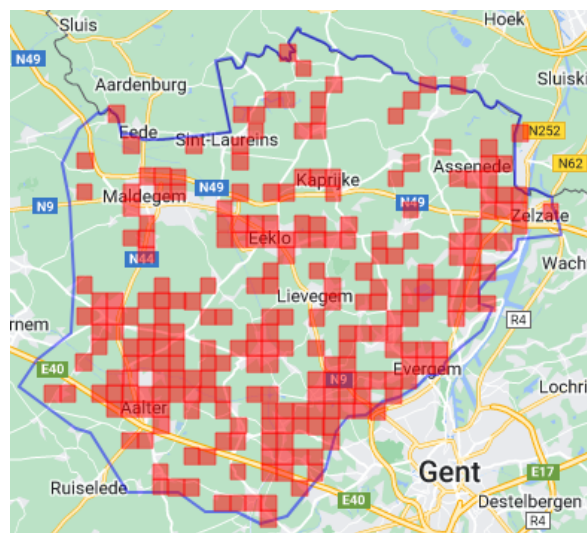 Sluis
Hoek
N49
Aardenburg
Sluiski
Eede
Sint-Laureins
N252
Assenede
N62
Kaprijke
Maldegem
N49
N9
N49
Zelzate
Eeklo
N44
Wach
Lievegem
rnem
R4
E40
Evergem
N9
Lochri
Aalter
Gent
E17
Ruiselede
E40
Destelbergen
R4